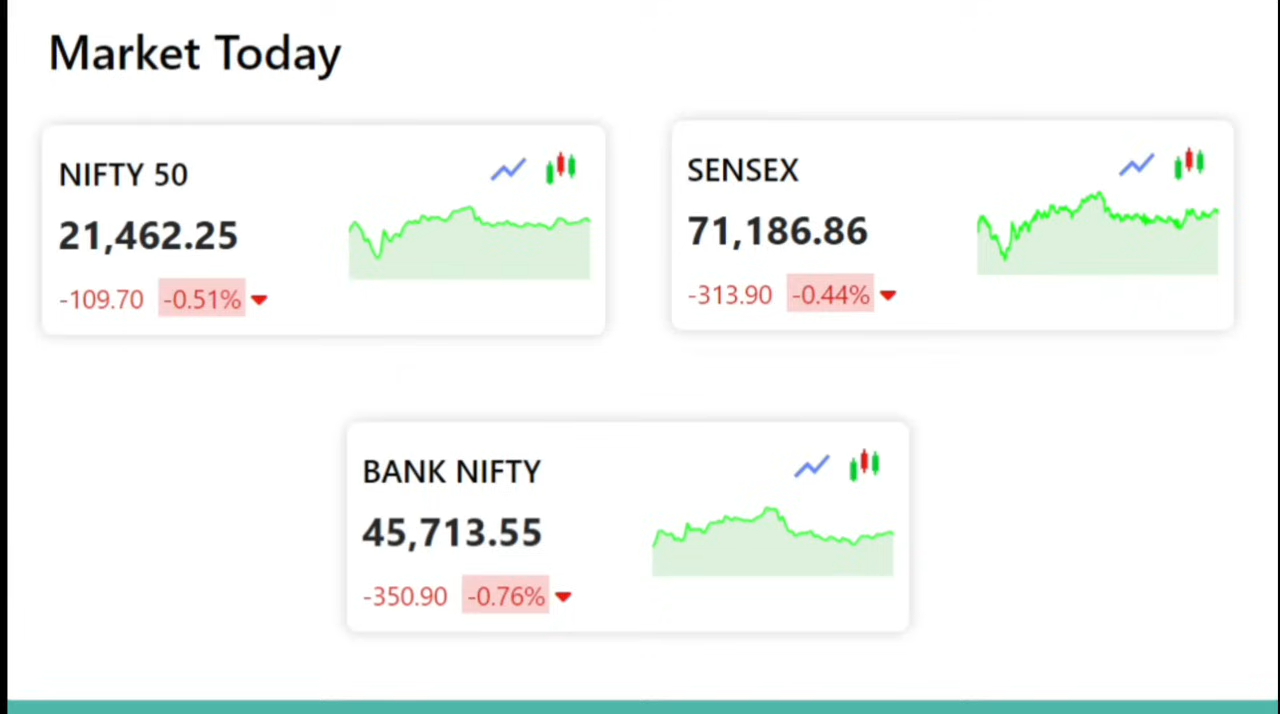 Market Today
NIFTY 50
21,462.25
-109.70 -0.51%
SENSEX
71,186.86
-313.90 -0.44%
BANK NIFTY
45,713.55
-350.90 -0.76%